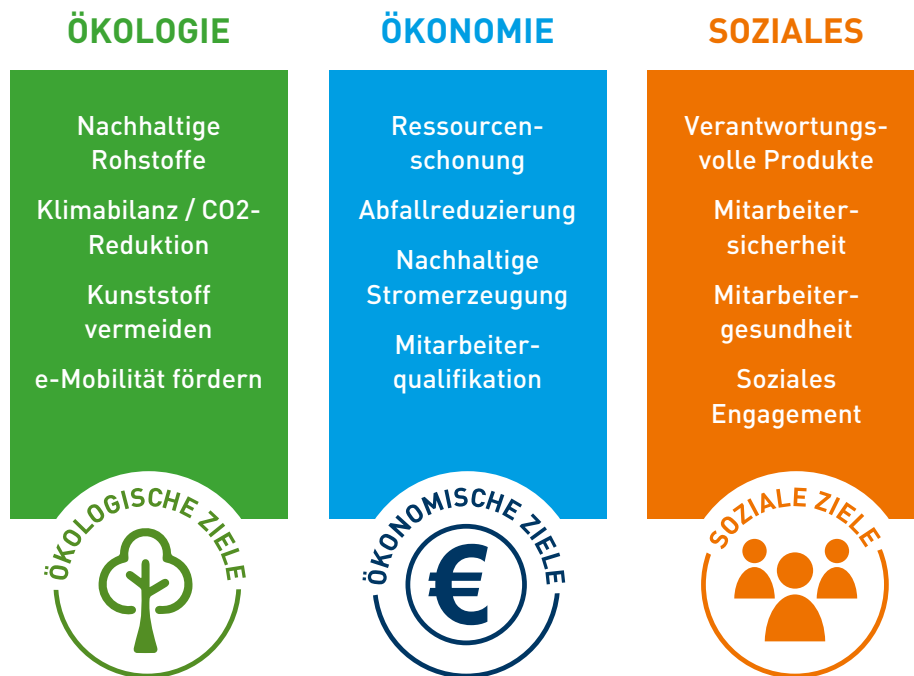 ÖKOLOGIE
Nachhaltige
Rohstoffe
Klimabilanz / CO2-
Reduktion
Kunststoff
vermeiden
e-Mobilität fördern
ÖKOLOGISCHE ZIELE
ÖKONOMIE
Ressourcen-
schonung
Abfallreduzierung
Nachhaltige
Stromerzeugung
Mitarbeiter-
qualifikation
ÖKONOMISCHE ZIELE
€
SOZIALES
Verantwortungs-
volle Produkte
Mitarbeiter-
sicherheit
Mitarbeiter-
gesundheit
Soziales
Engagement
SOZIALE ZIELE